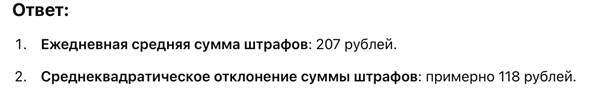 Ответ:
1. Ежедневная средняя сумма штрафов: 207 рублей.
2. Среднеквадратическое отклонение суммы штрафов: примерно 118 рублей.